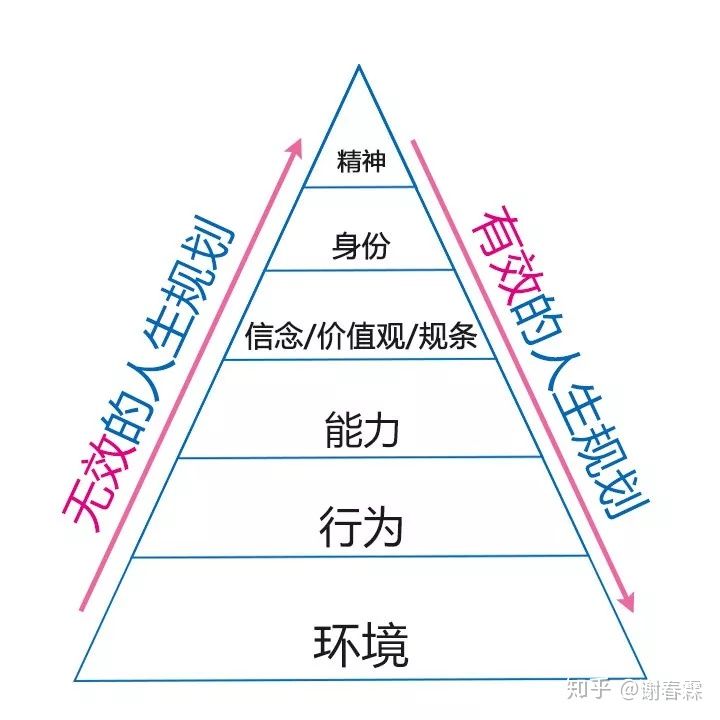 精神
身份
信念/价值观/规条
能力
行为
环境
无效的人生规划
有效的人生规划
知乎 @谢春霖